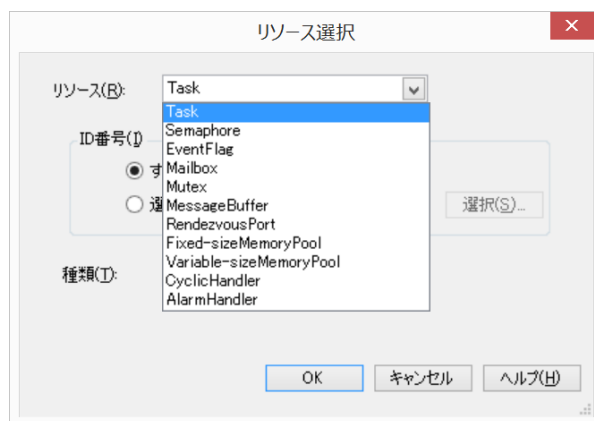 リソース選択
リソース(R): Task
Task
Semaphore
ID番号(I)
EventFlag
Mailbox
Mutex
MessageBuffer
選択(S)...
RendezvousPort
Fixed-sizeMemoryPool
Variable-sizeMemoryPool
種類(T):
CyclicHandler
AlarmHandler
OK キャンセル ヘルプ(H)